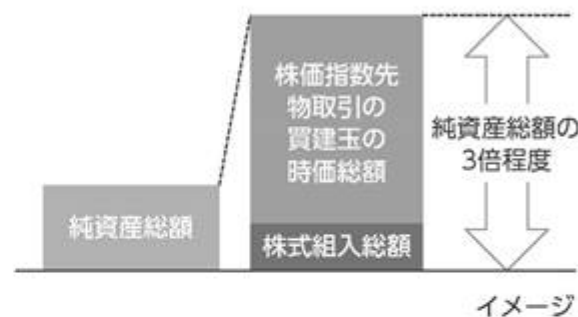 株価指数先
物取引の
買建玉の
時価総額
純資産総額の
3倍程度
純資産総額
株式組入総額
イメージ